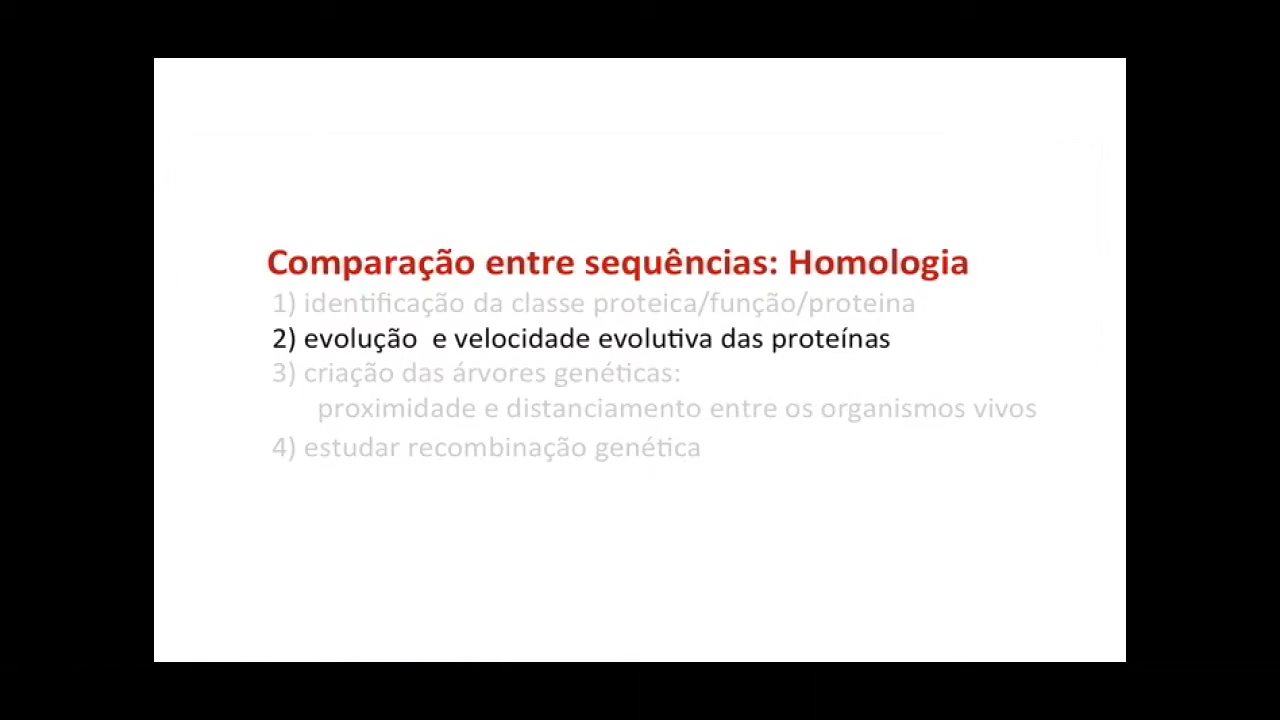 Comparação entre sequências: Homologia
1) identificação da classe proteica/função/proteina
2) evolução  e velocidade evolutiva das proteínas
3) criação das árvores genéticas:
proximidade e distanciamento entre os organismos vivos
4) estudar recombinação genética